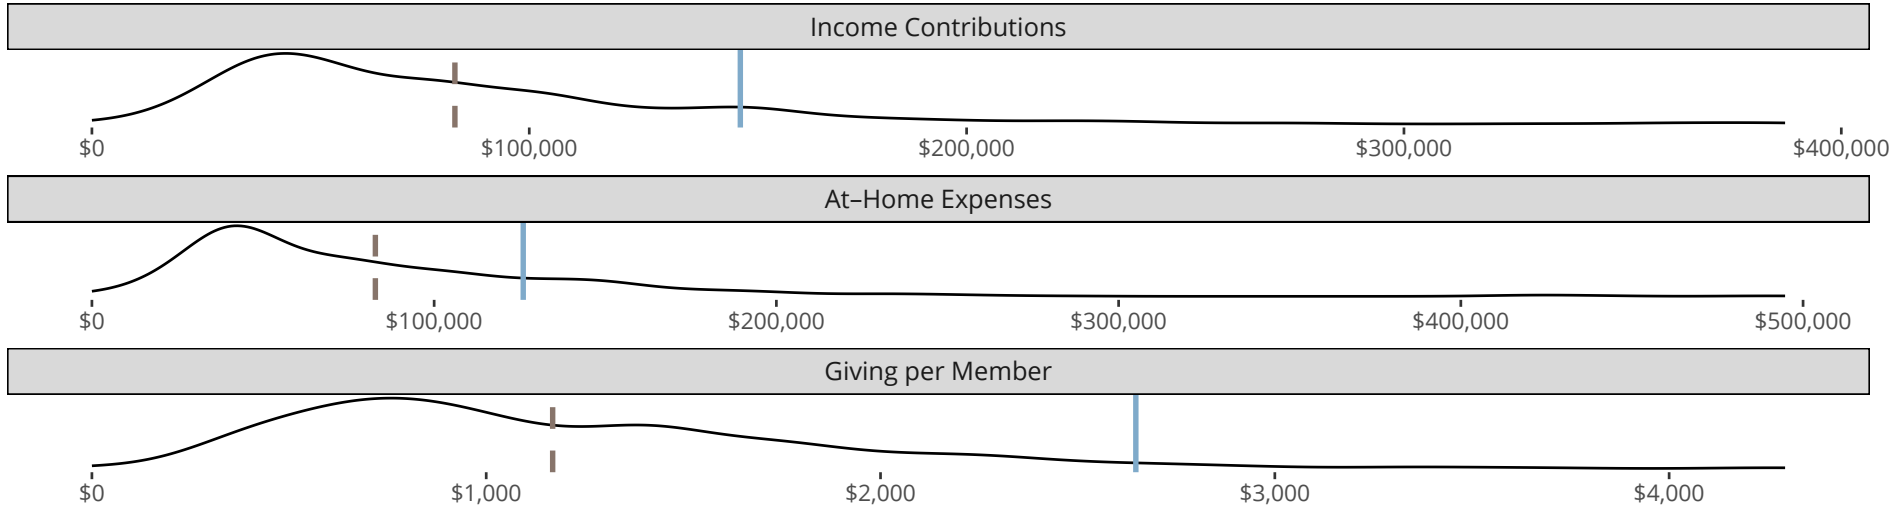 Income Contributions
$0 $100,000 $200,000 $300,000 $400,000
At–Home Expenses
$0 $100,000 $200,000 $300,000 $400,000 $500,000
Giving per Member
$0 $1,000 $2,000 $3,000 $4,000